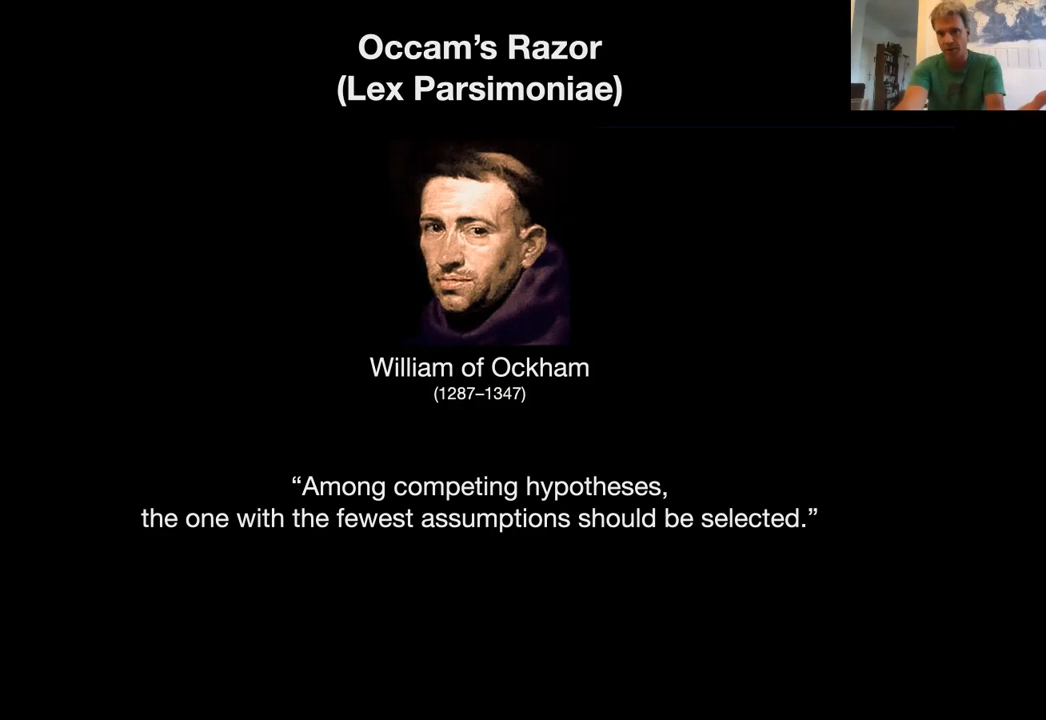 Occam’s Razor
(Lex Parsimoniae)
William of Ockham
(1287–1347)
“Among competing hypotheses,
the one with the fewest assumptions should be selected.”